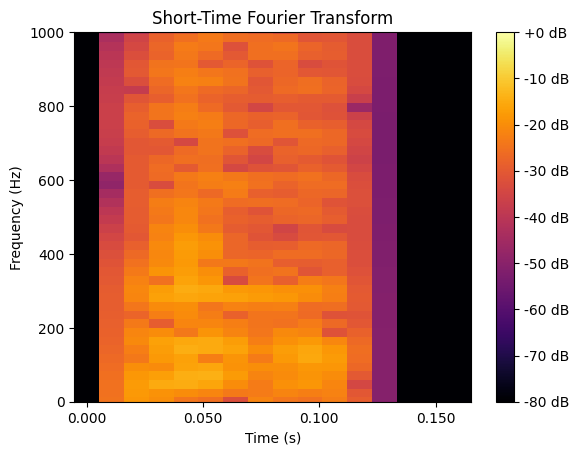 Short-Time Fourier Transform
1000
800
600
400
200
0
Frequency (Hz)
0.000
0.050
0.100
0.150
Time (s)
+0 dB
-10 dB
-20 dB
-30 dB
-40 dB
-50 dB
-60 dB
-70 dB
-80 dB